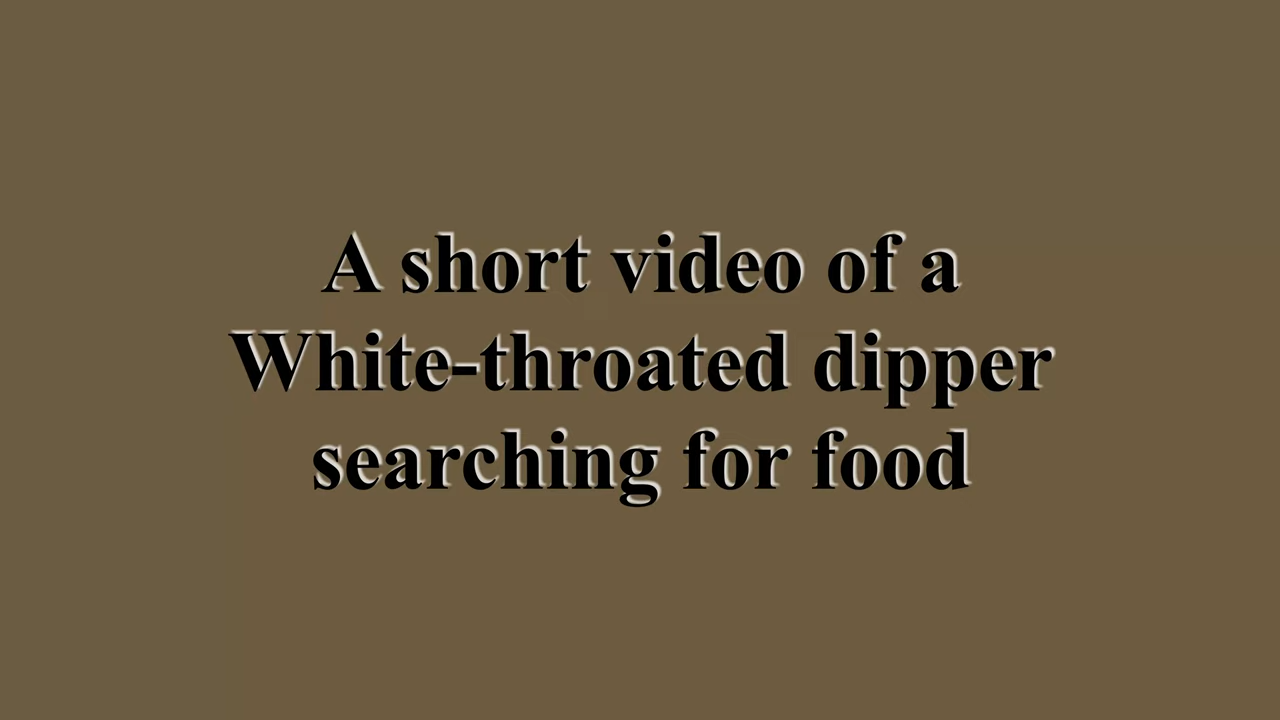 A short video of a
White-throated dipper
searching for food